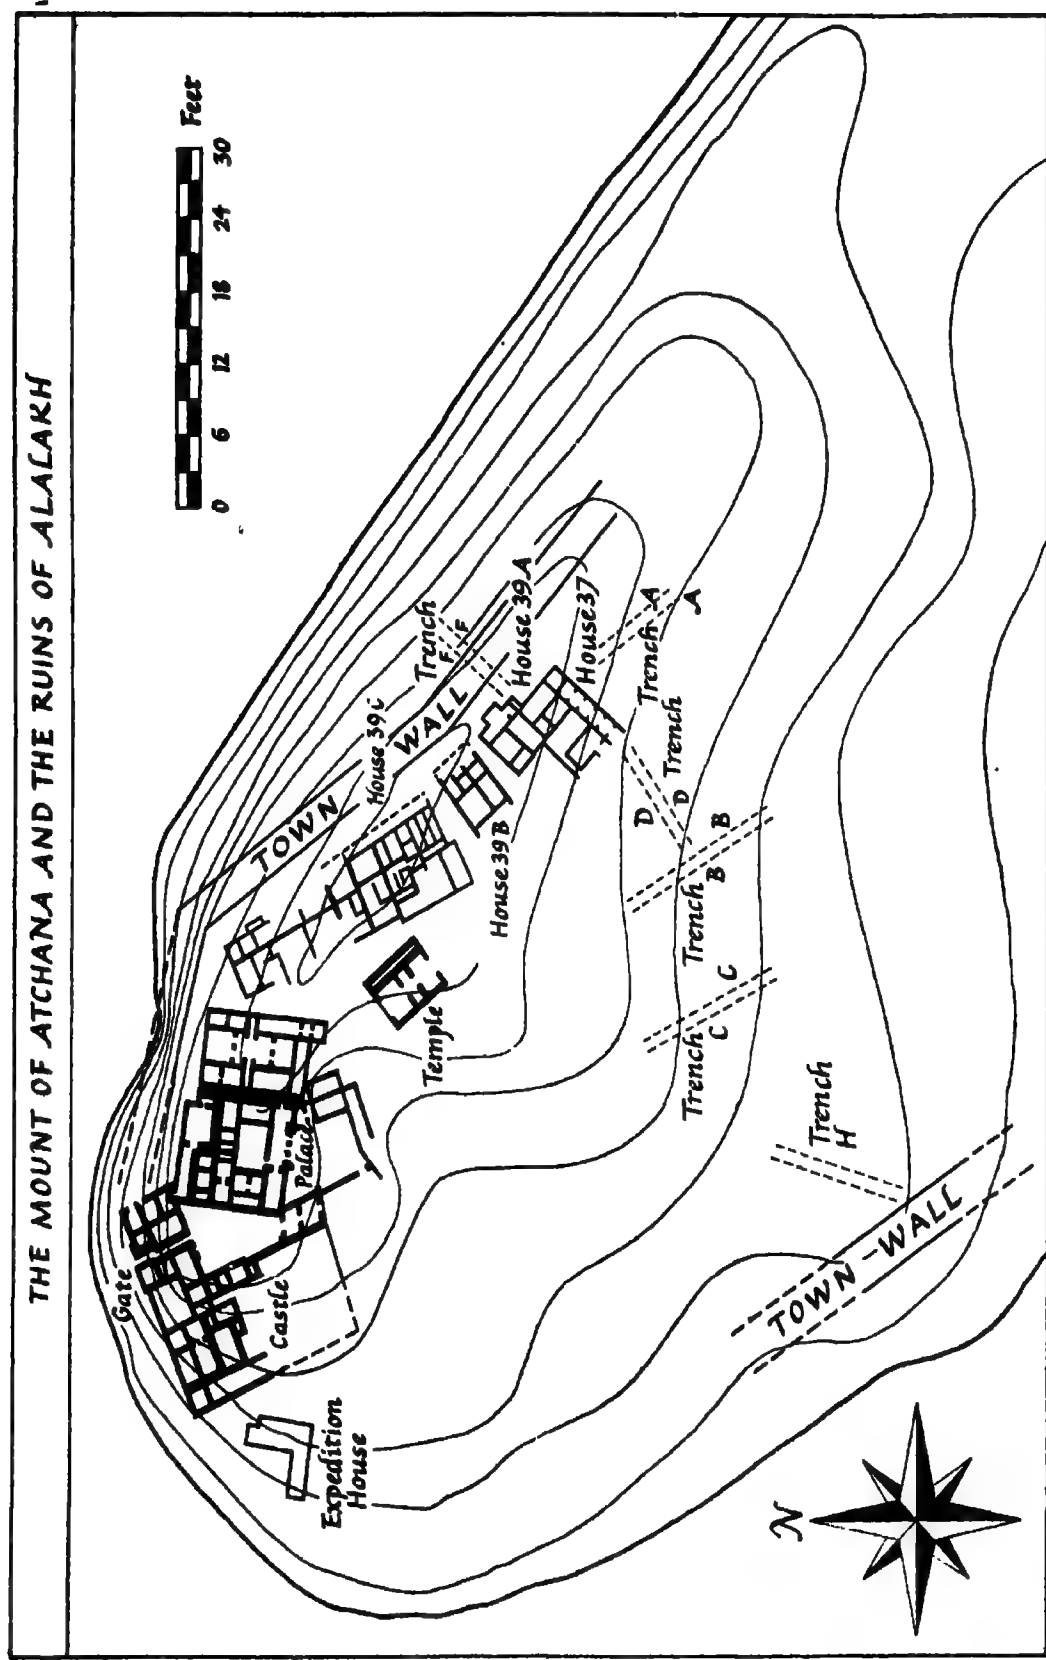 THE MOUNT OF ATCHANA AND THE RUINS OF ALALAKH
0 6 12 18 24 30 Feet
Gate
Castle
Expedition
House
Palace
Temple
TOWN WALL
House 39C
House 39B
House 39A
House 37
Trench
F F
Trench A
A
Trench
D D
Trench B
B
Trench C
C
Trench
H
TOWN-WALL
N